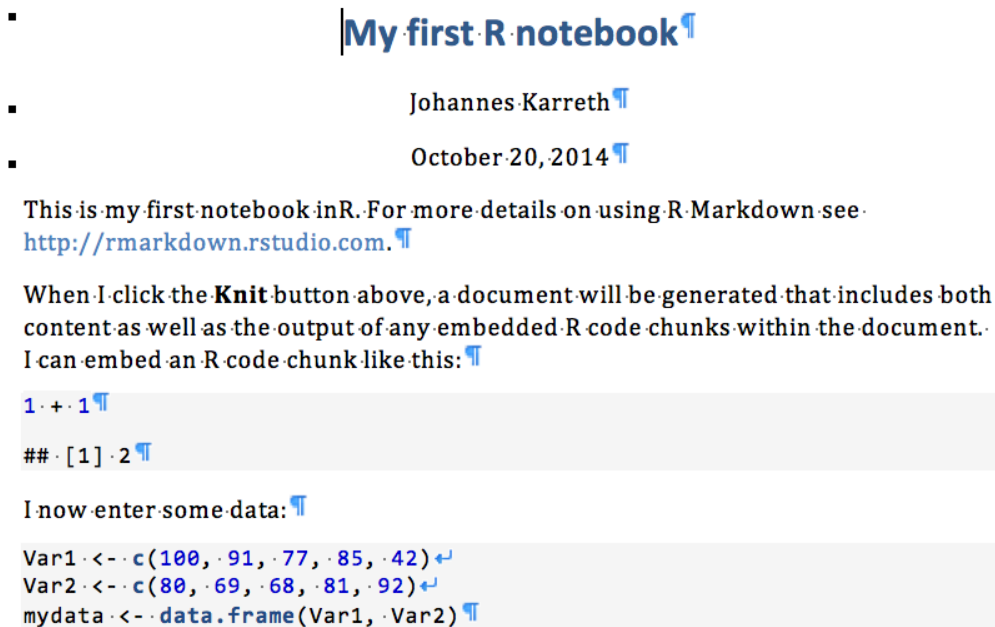 My first R notebook
Johannes Karreth
October 20, 2014
This is my first notebook inR. For more details on using R Markdown see
http://rmarkdown.rstudio.com.
When I click the Knit button above, a document will be generated that includes both
content as well as the output of any embedded R code chunks within the document.
I can embed an R code chunk like this:
1 + 1
## [1] 2
I now enter some data:
Var1 <- c(100, 91, 77, 85, 42)
Var2 <- c(80, 69, 68, 81, 92)
mydata <- data.frame(Var1, Var2)